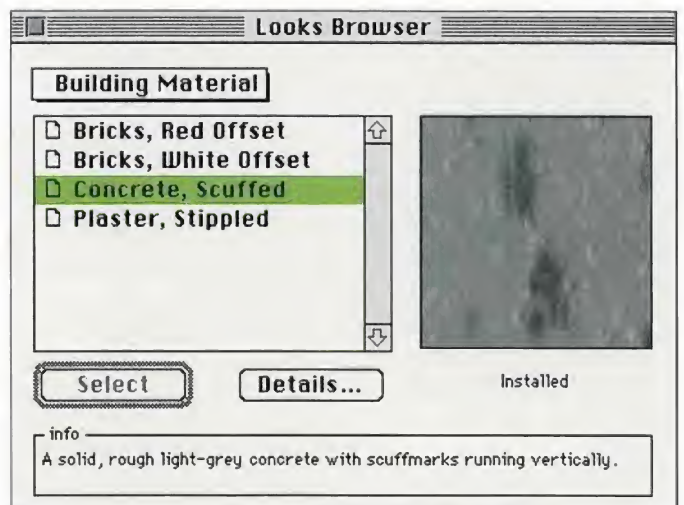 Looks Browser
Building Material
Bricks, Red Offset
Bricks, White Offset
Concrete, Scuffed
Plaster, Stippled
Select
Details...
Installed
info
A solid, rough light-grey concrete with scuffmarks running vertically.